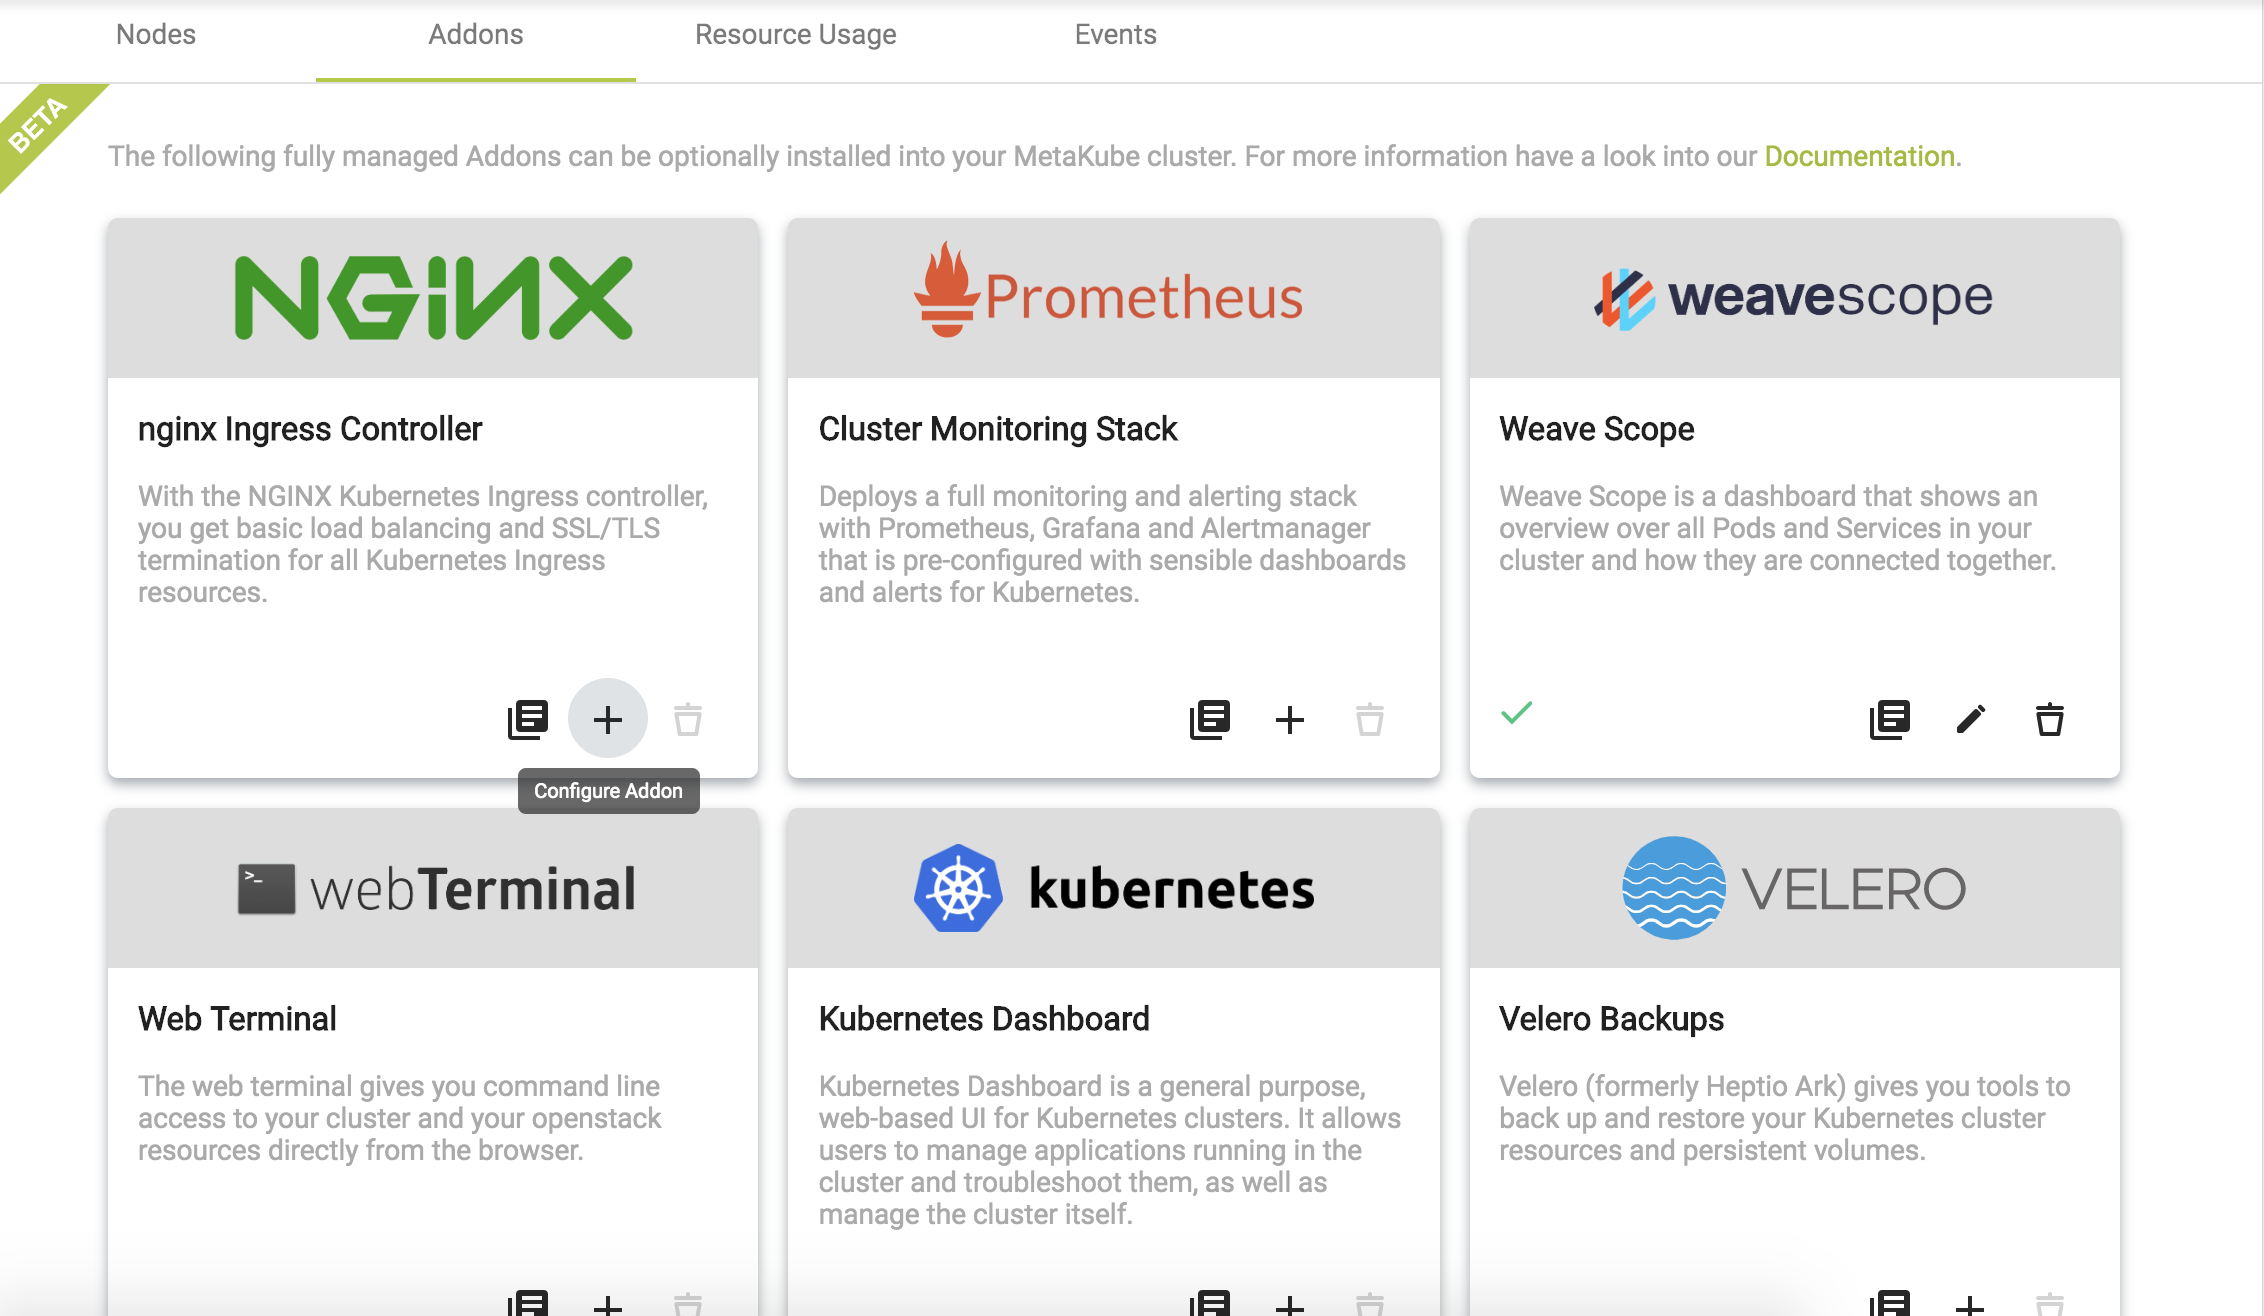 Nodes
Addons
Resource Usage
Events
BETA
The following fully managed Addons can be optionally installed into your MetaKube cluster. For more information have a look into our Documentation.
NGINX
nginx Ingress Controller
With the NGINX Kubernetes Ingress controller,
you get basic load balancing and SSL/TLS
termination for all Kubernetes Ingress
resources.
Configure Addon
Prometheus
Cluster Monitoring Stack
Deploys a full monitoring and alerting stack
with Prometheus, Grafana and Alertmanager
that is pre-configured with sensible dashboards
and alerts for Kubernetes.
weavescope
Weave Scope
Weave Scope is a dashboard that shows an
overview over all Pods and Services in your
cluster and how they are connected together.
>_
webTerminal
Web Terminal
The web terminal gives you command line
access to your cluster and your openstack
resources directly from the browser.
kubernetes
Kubernetes Dashboard
Kubernetes Dashboard is a general purpose,
web-based UI for Kubernetes clusters. It allows
users to manage applications running in the
cluster and troubleshoot them, as well as
manage the cluster itself.
VELERO
Velero Backups
Velero (formerly Heptio Ark) gives you tools to
back up and restore your Kubernetes cluster
resources and persistent volumes.